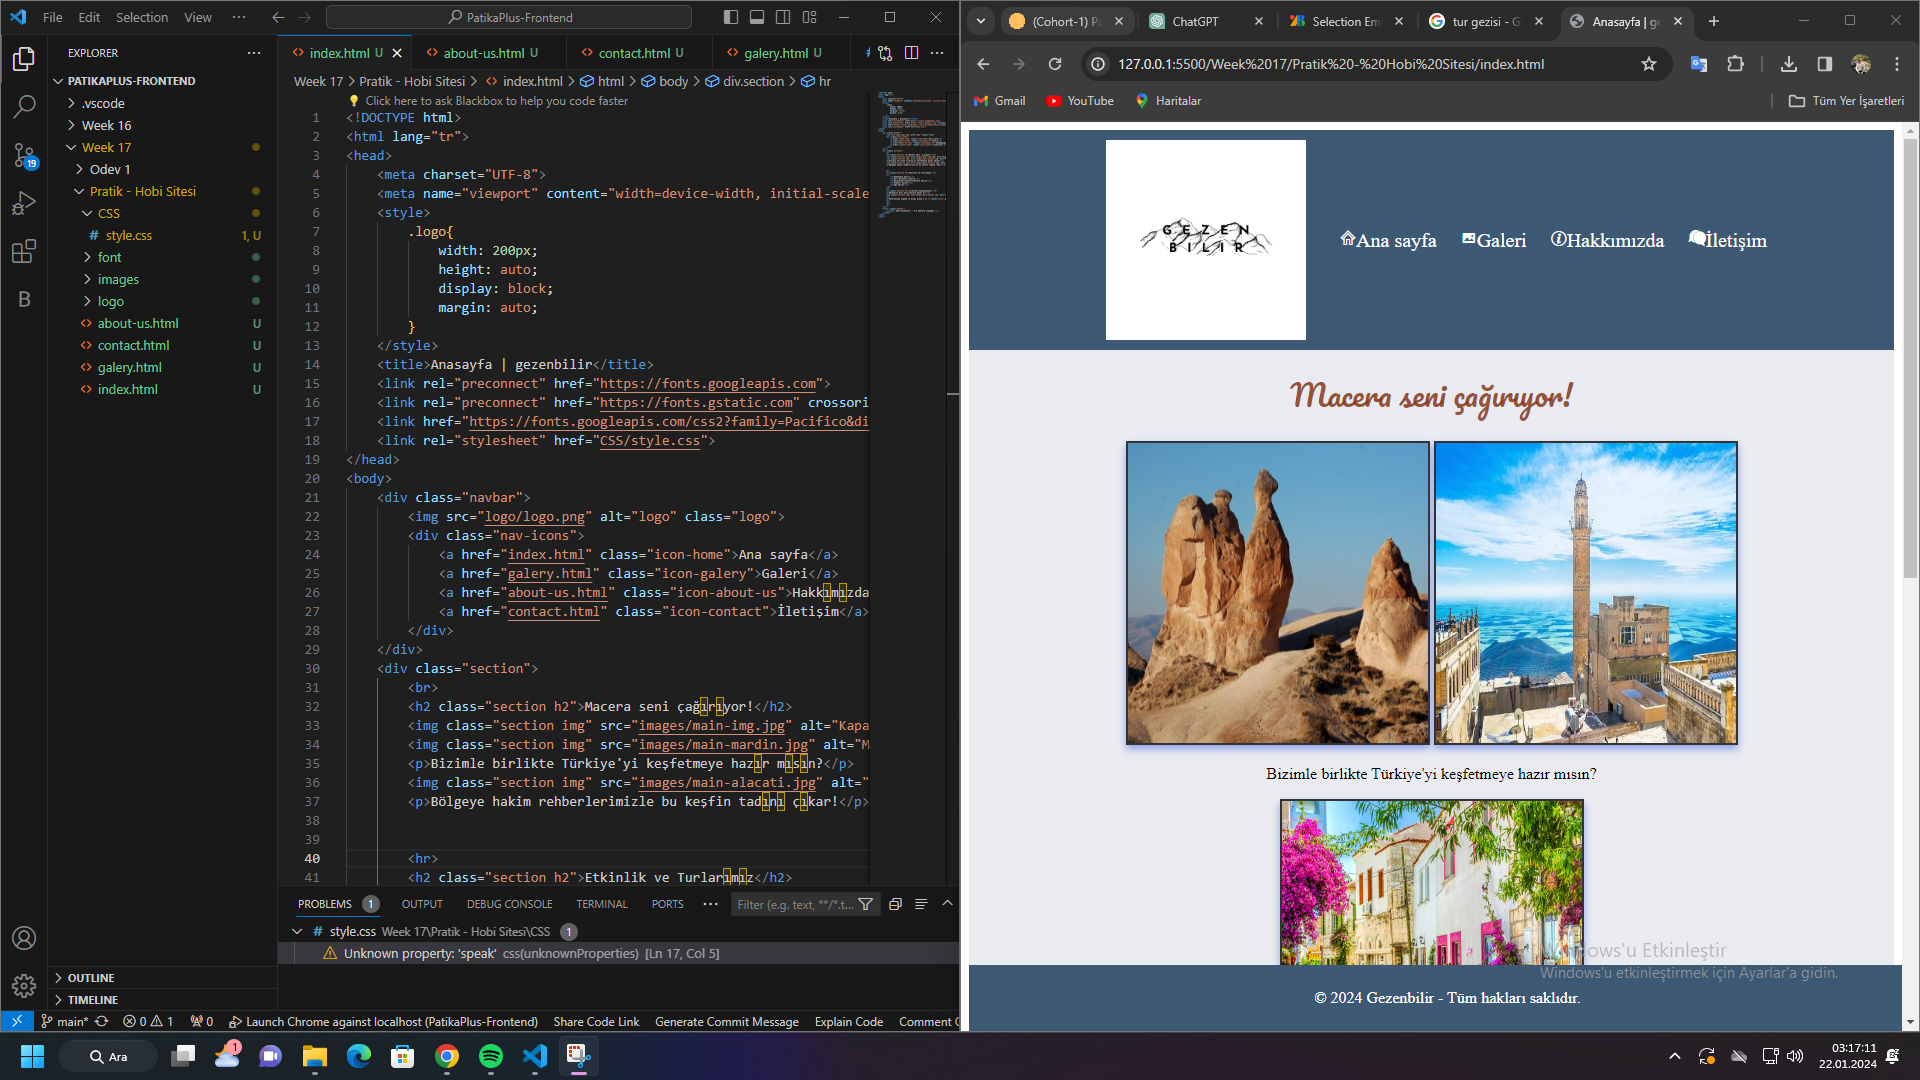 File Edit Selection View ··· PatikaPlus-Frontend
EXPLORER
PATIKAPLUS-FRONTEND
.vscode
Week 16
Week 17
Odev 1
Pratik - Hobi Sitesi
CSS
# style.css 1, U
font
images
logo
about-us.html U
contact.html U
galery.html U
index.html U
OUTLINE
TIMELINE
19
B
index.html U about-us.html U contact.html U galery.html U
Week 17 > Pratik - Hobi Sitesi > index.html > html > body > div.section > hr
Click here to ask Blackbox to help you code faster
1 <!DOCTYPE html>
2 <html lang="tr">
3 <head>
4 <meta charset="UTF-8">
5 <meta name="viewport" content="width=device-width, initial-scale
6 <style>
7 .logo{
8 width: 200px;
9 height: auto;
10 display: block;
11 margin: auto;
12 }
13 </style>
14 <title>Anasayfa | gezenbilir</title>
15 <link rel="preconnect" href="https://fonts.googleapis.com">
16 <link rel="preconnect" href="https://fonts.gstatic.com" crossori
17 <link href="https://fonts.googleapis.com/css2?family=Pacifico&di
18 <link rel="stylesheet" href="CSS/style.css">
19 </head>
20 <body>
21 <div class="navbar">
22 <img src="logo/logo.png" alt="logo" class="logo">
23 <div class="nav-icons">
24 <a href="index.html" class="icon-home">Ana sayfa</a>
25 <a href="galery.html" class="icon-galery">Galeri</a>
26 <a href="about-us.html" class="icon-about-us">Hakkımızda
27 <a href="contact.html" class="icon-contact">İletişim</a>
28 </div>
29 </div>
30 <div class="section">
31 <br>
32 <h2 class="section h2">Macera seni çağırıyor!</h2>
33 <img class="section img" src="images/main-img.jpg" alt="Kapa
34 <img class="section img" src="images/main-mardin.jpg" alt="M
35 <p>Bizimle birlikte Türkiye'yi keşfetmeye hazır mısın?</p>
36 <img class="section img" src="images/main-alacati.jpg" alt="
37 <p>Bölgeye hakim rehberlerimizle bu keşfin tadını çıkar!</p>
38
39
40 <hr>
41 <h2 class="section h2">Etkinlik ve Turlarımız</h2>
PROBLEMS 1 OUTPUT DEBUG CONSOLE TERMINAL PORTS ··· Filter (e.g. text, **/*.t...
# style.css Week 17\Pratik - Hobi Sitesi\CSS 1
Unknown property: 'speak' css(unknownProperties) [Ln 17, Col 5]
main* 0 1 0 Launch Chrome against localhost (PatikaPlus-Frontend) Share Code Link Generate Commit Message Explain Code Comment C
(Cohort-1) Pa ChatGPT Selection Em tur gezisi - G Anasayfa | ge
127.0.0.1:5500/Week%2017/Pratik%20-%20Hobi%20Sitesi/index.html
Gmail YouTube Haritalar Tüm Yer İşaretleri
GEZEN
BILIR
Ana sayfa Galeri Hakkımızda İletişim
Macera seni çağırıyor!
Bizimle birlikte Türkiye'yi keşfetmeye hazır mısın?
Windows'u Etkinleştir
Windows'u etkinleştirmek için Ayarlar'a gidin.
© 2024 Gezenbilir - Tüm hakları saklıdır.
Ara 1
03:17:11
22.01.2024